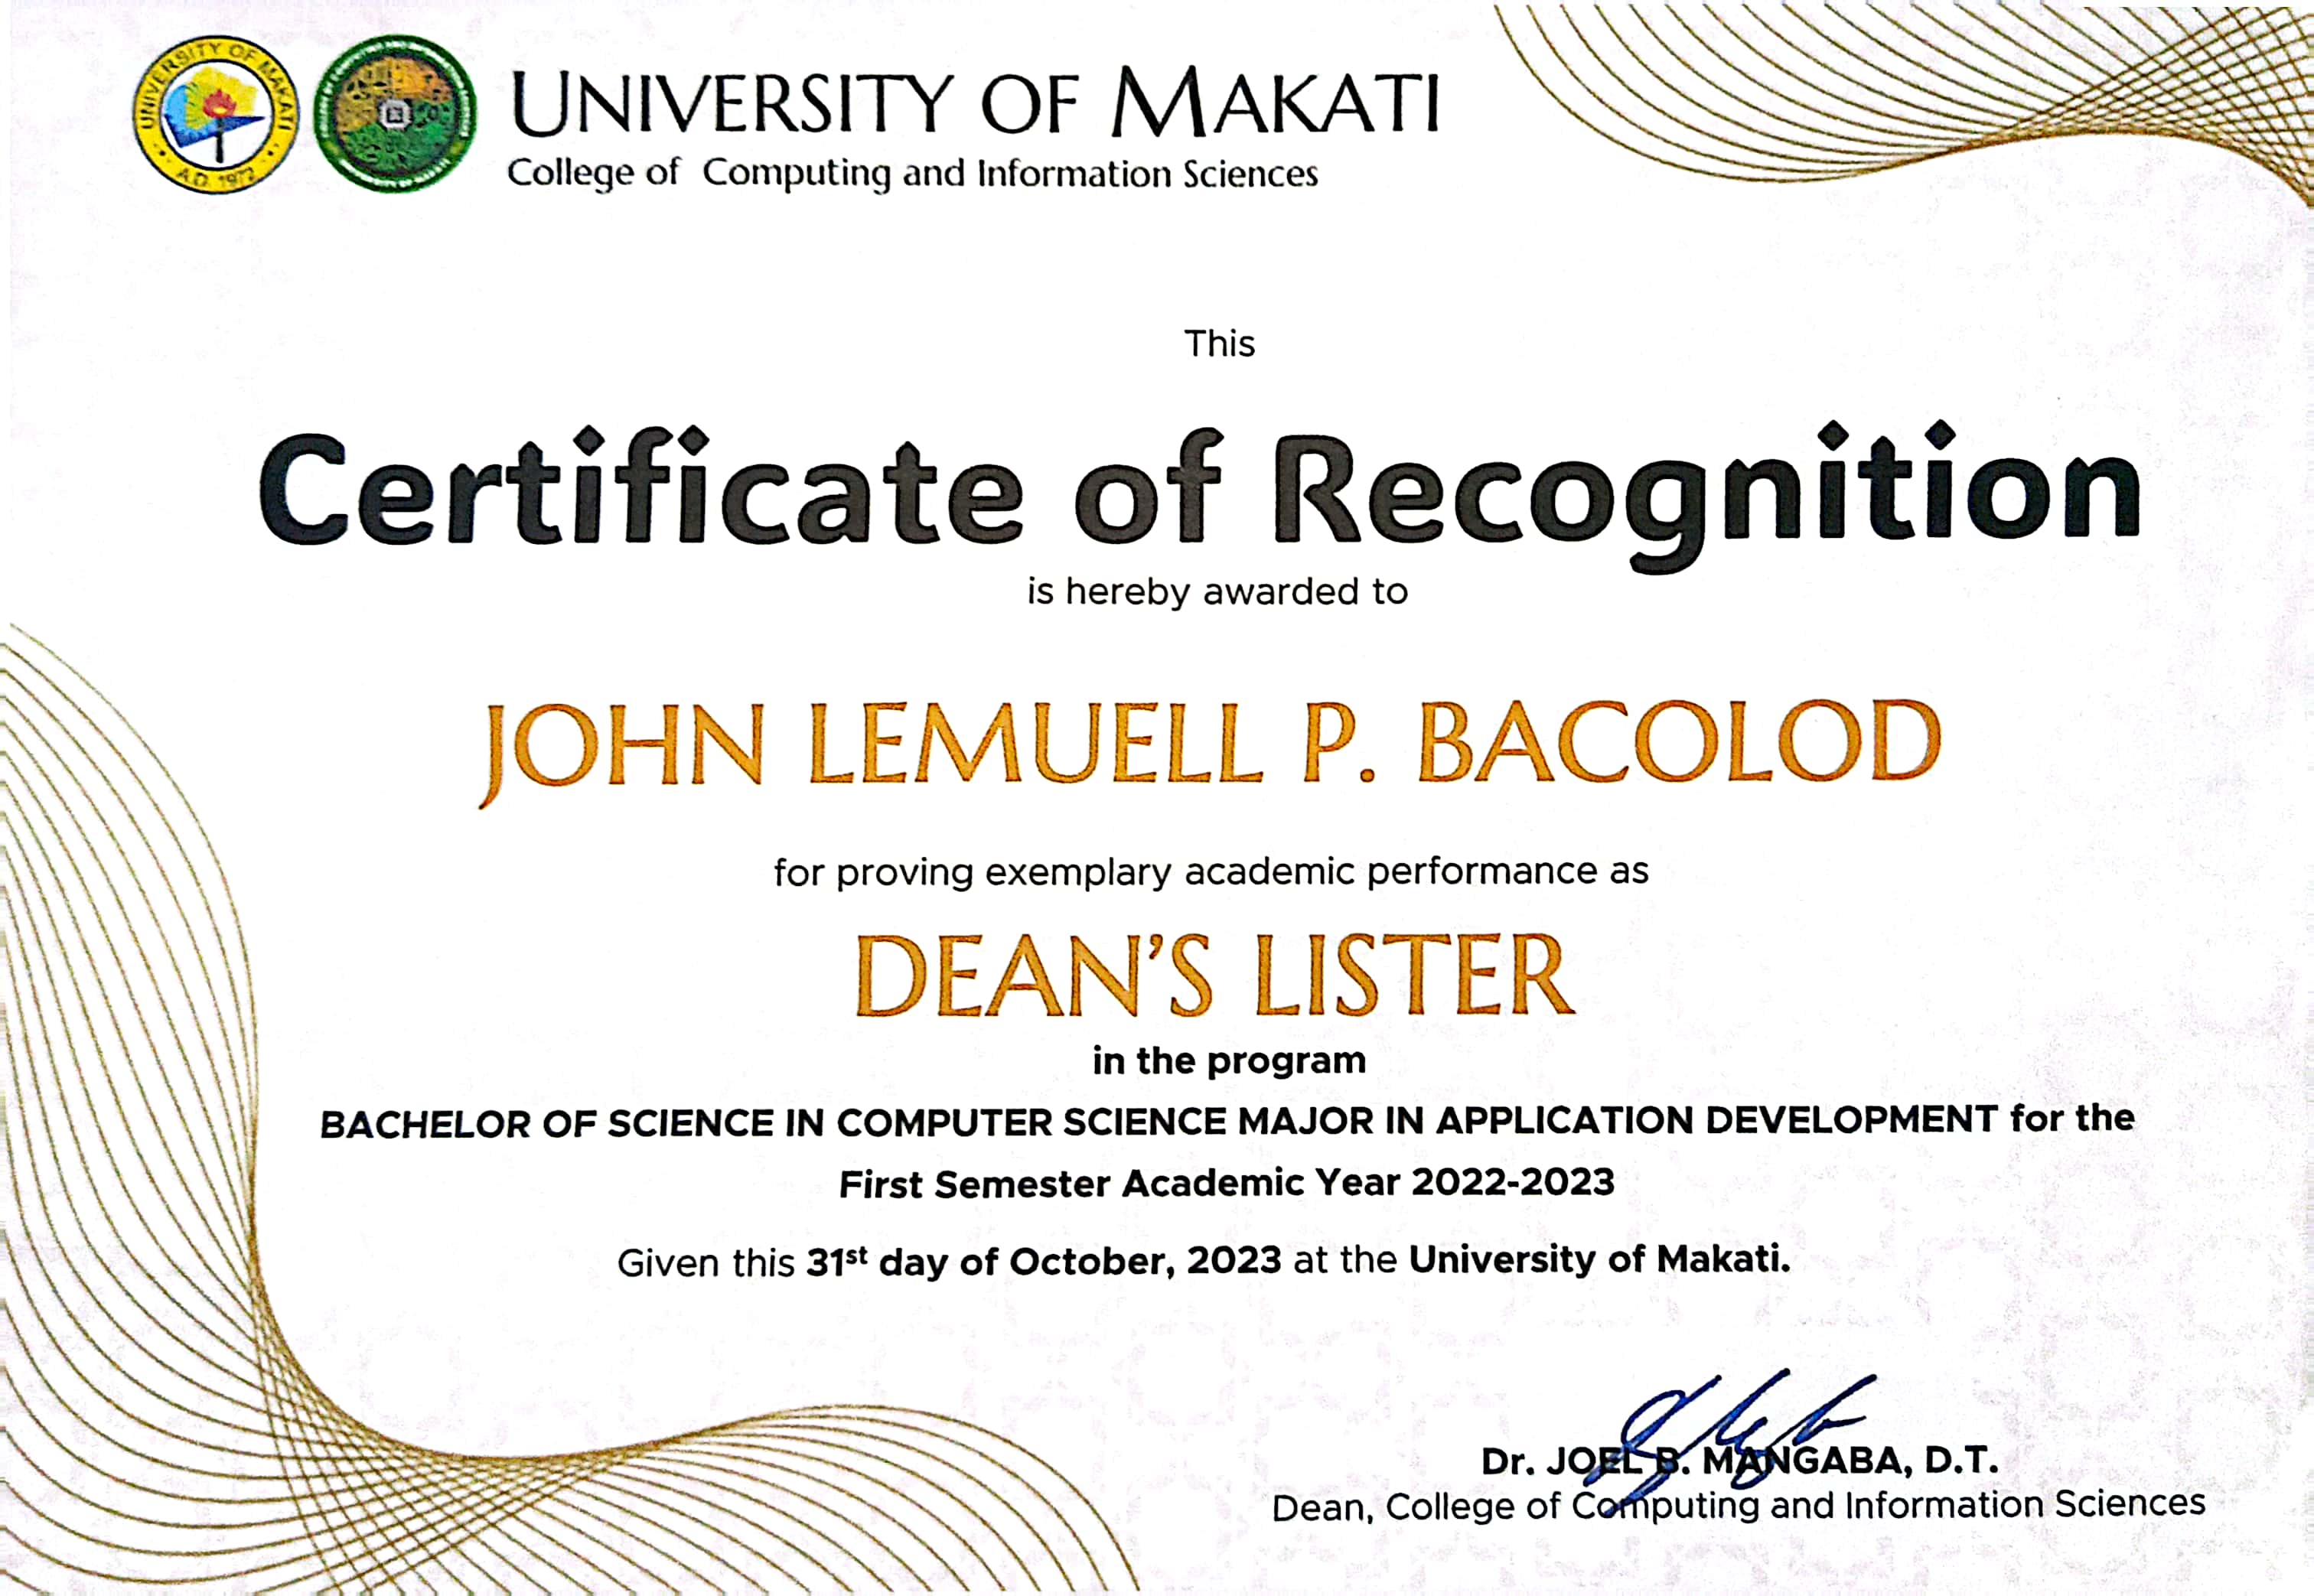 UNIVERSITY OF MAKATI
A.D. 1972
UNIVERSITY OF MAKATI
College of Computing and Information Sciences
This
Certificate of Recognition
is hereby awarded to
JOHN LEMUELL P. BACOLOD
for proving exemplary academic performance as
DEAN'S LISTER
in the program
BACHELOR OF SCIENCE IN COMPUTER SCIENCE MAJOR IN APPLICATION DEVELOPMENT for the
First Semester Academic Year 2022-2023
Given this 31st day of October, 2023 at the University of Makati.
Dr. JOEL B. MANGABA, D.T.
Dean, College of Computing and Information Sciences